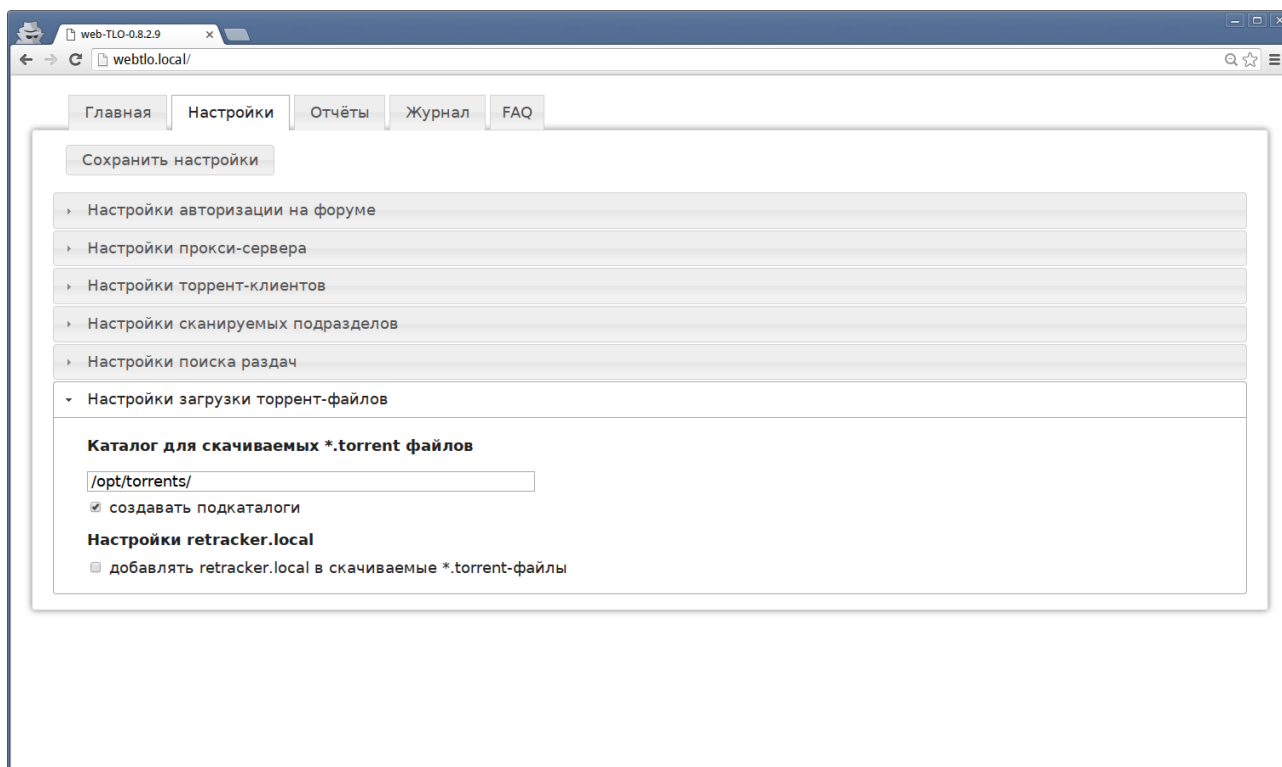 web-TLO-0.8.2.9
webtlo.local/
Главная Настройки Отчёты Журнал FAQ
Сохранить настройки
Настройки авторизации на форуме
Настройки прокси-сервера
Настройки торрент-клиентов
Настройки сканируемых подразделов
Настройки поиска раздач
Настройки загрузки торрент-файлов
Каталог для скачиваемых *.torrent файлов
/opt/torrents/
создавать подкаталоги
Настройки retracker.local
добавлять retracker.local в скачиваемые *.torrent-файлы